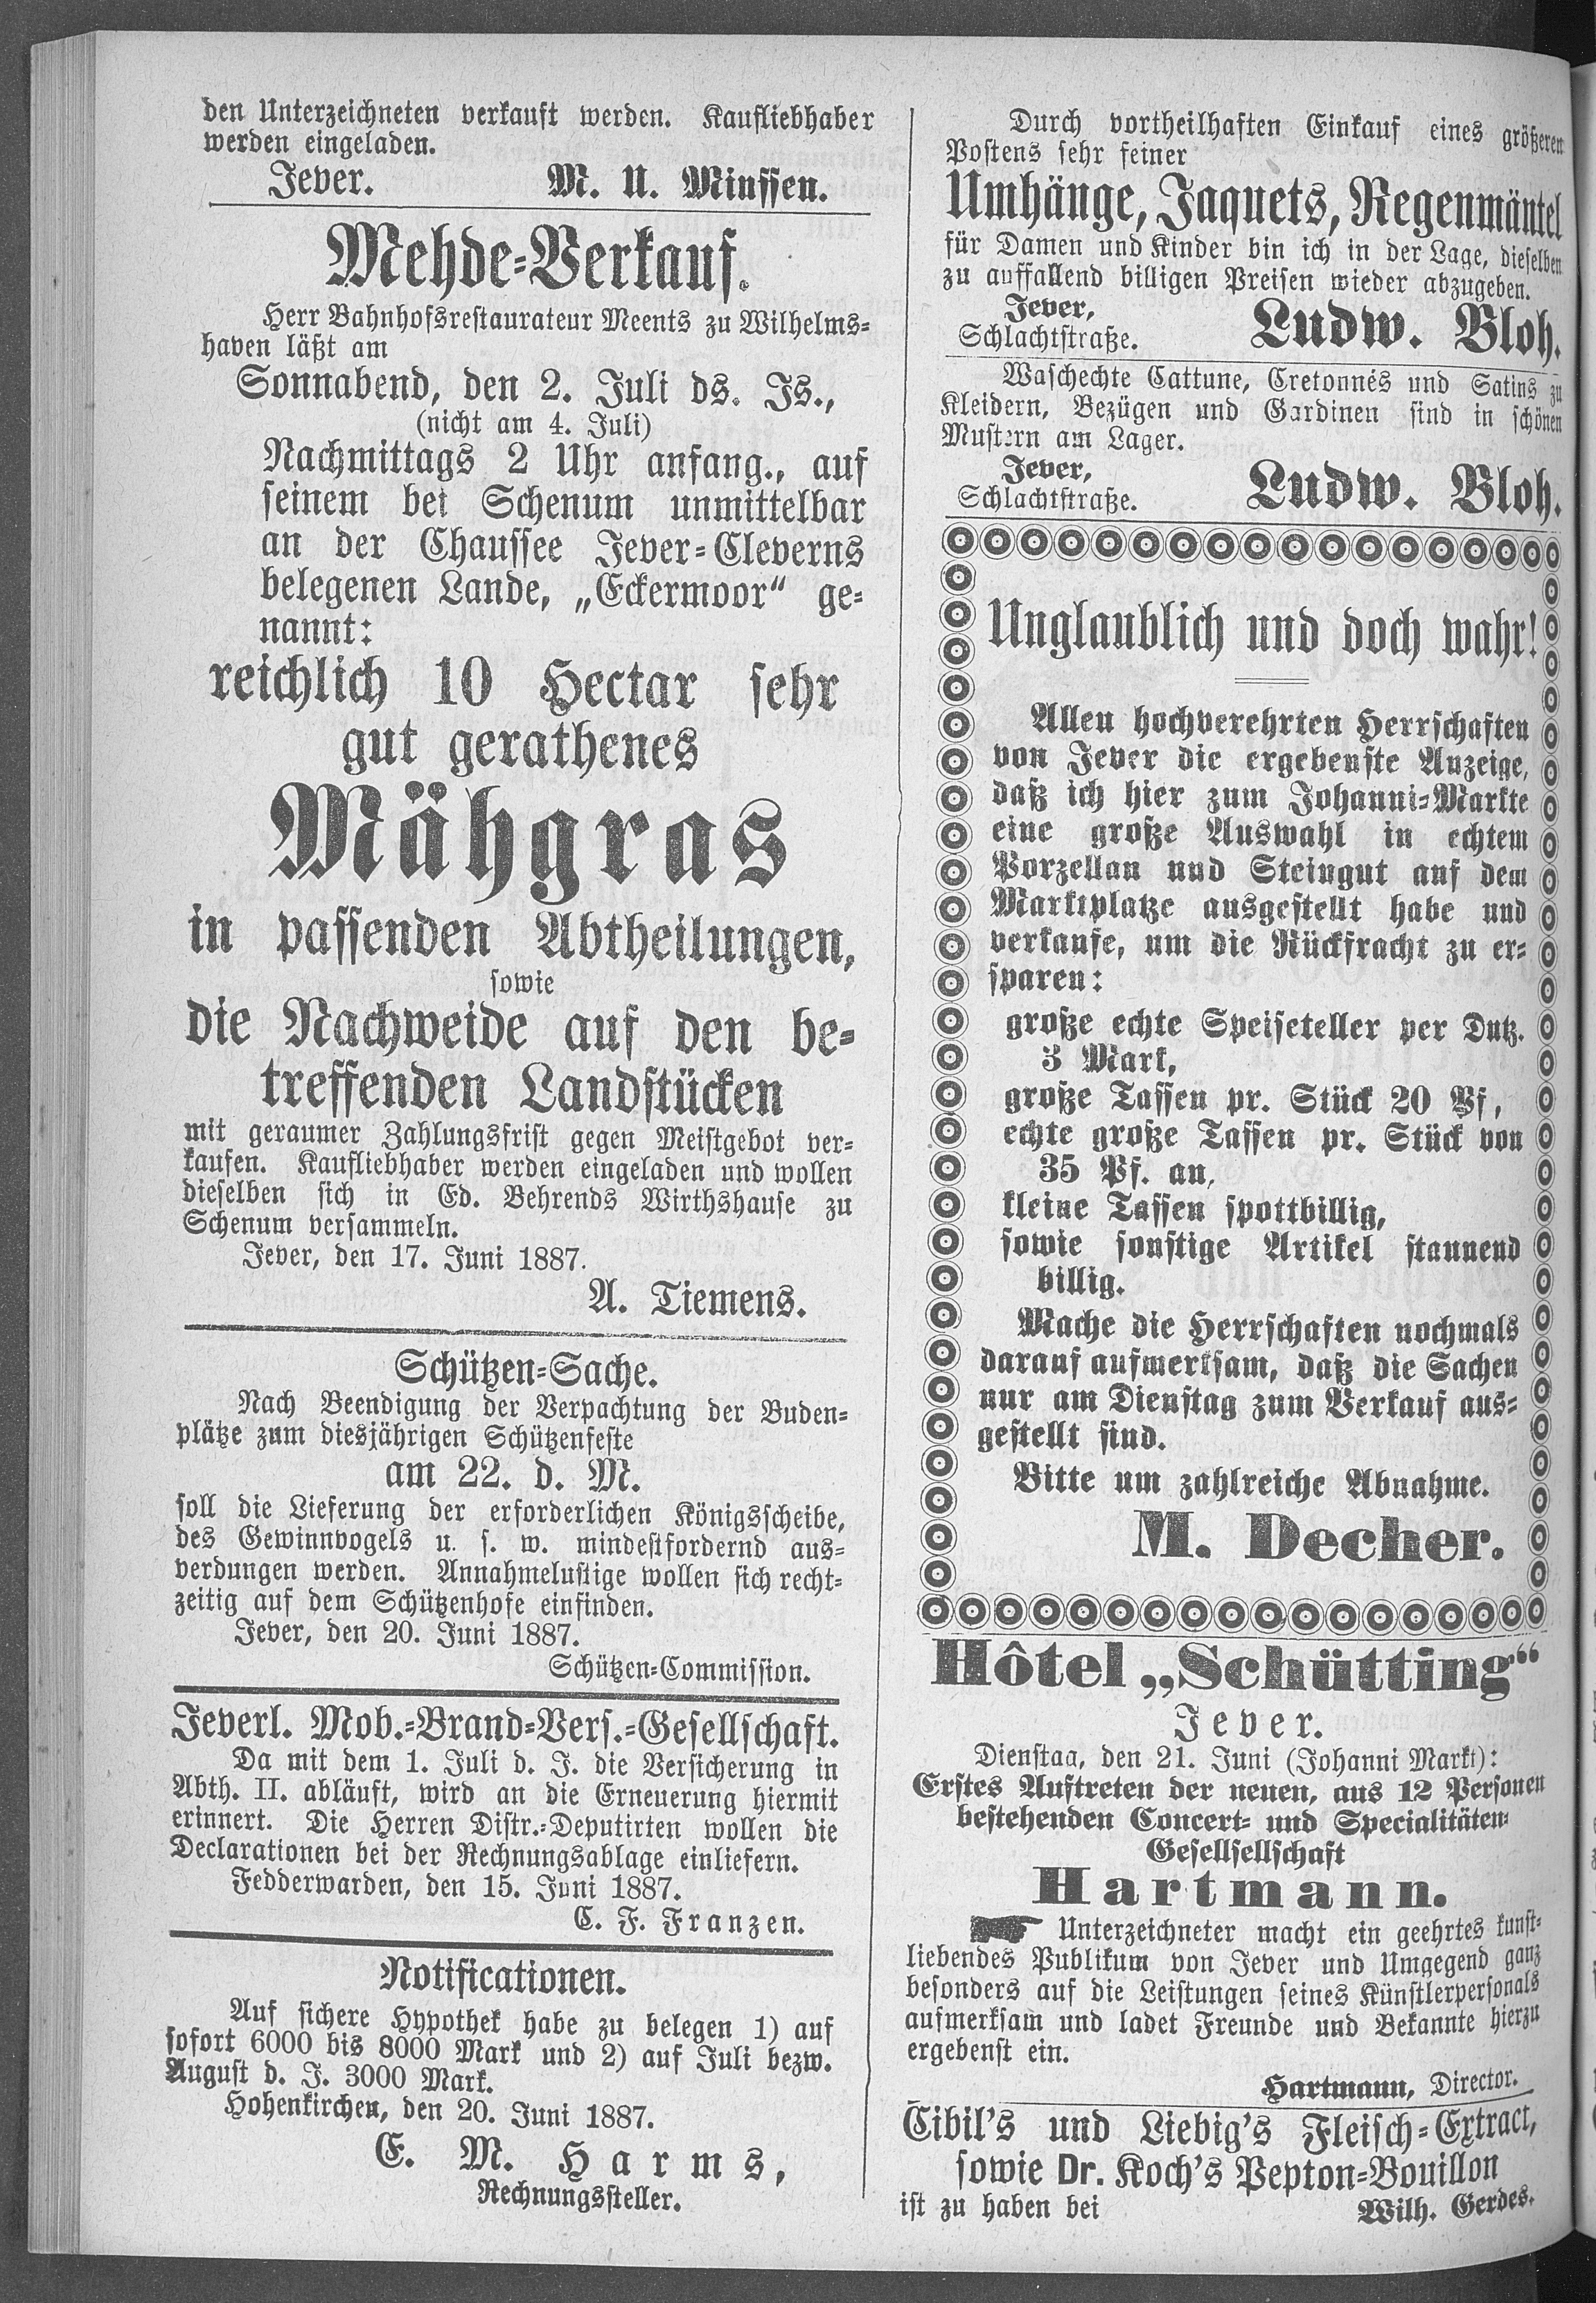 den Unterzeichneten verkauft werden. Kaufliebhaber
werden eingeladen.
Jever. M. U. Minssen.
Mehde-Verkauf.
Herr Bahnhofsrestaurateur Meents zu Wilhelms-
haven läßt am
Sonnabend, den 2. Juli ds. Js.,
(nicht am 4. Juli)
Nachmittags 2 Uhr anfang., auf
seinem bei Schenum unmittelbar
an der Chaussee Jever-Cleverns
belegenen Lande, „Eckermoor“ ge-
nannt:
reichlich 10 Hectar sehr
gut gerathenes
Mähgras
in passenden Abtheilungen,
sowie
die Nachweide auf den be-
treffenden Landstücken
mit geraumer Zahlungsfrist gegen Meistgebot ver-
kaufen. Kaufliebhaber werden eingeladen und wollen
dieselben sich in Ed. Behrends Wirthshause zu
Schenum versammeln.
Jever, den 17. Juni 1887.
A. Tiemens.
Schützen-Sache.
Nach Beendigung der Verpachtung der Buden-
plätze zum diesjährigen Schützenfeste
am 22. d. M.
soll die Lieferung der erforderlichen Königsscheibe,
des Gewinnvogels u. s. w. mindestfordernd aus-
verdungen werden. Annahmelustige wollen sich recht-
zeitig auf dem Schützenhofe einfinden.
Jever, den 20. Juni 1887.
Schützen-Commission.
Jeverl. Mob.-Brand-Vers.-Gesellschaft.
Da mit dem 1. Juli d. J. die Versicherung in
Abth. II. abläuft, wird an die Erneuerung hiermit
erinnert. Die Herren Distr.-Deputirten wollen die
Declarationen bei der Rechnungsablage einliefern.
Fedderwarden, den 15. Juni 1887.
C. F. Franzen.
Notificationen.
Auf sichere Hypothek habe zu belegen 1) auf
sofort 6000 bis 8000 Mark und 2) auf Juli bezw.
August d. J. 3000 Mark.
Hohenkirchen, den 20. Juni 1887.
E. M. Harms,
Rechnungssteller.
Durch vortheilhaften Einkauf eines größeren
Postens sehr feiner
Umhänge, Jaquets, Regenmäntel
für Damen und Kinder bin ich in der Lage, dieselben
zu auffallend billigen Preisen wieder abzugeben.
Jever,
Schlachtstraße. Ludw. Bloh.
Waschechte Cattune, Cretonnés und Satins zu
Kleidern, Bezügen und Gardinen sind in schönen
Mustern am Lager.
Jever,
Schlachtstraße. Ludw. Bloh.
Unglaublich und doch wahr!
Allen hochverehrten Herrschaften
von Jever die ergebenste Anzeige,
daß ich hier zum Johanni-Markte
eine große Auswahl in echtem
Porzellan und Steingut auf dem
Marktplatze ausgestellt habe und
verkaufe, um die Rückfracht zu er-
sparen:
große echte Speiseteller per Dutz.
3 Mark,
große Tassen pr. Stück 20 Pf,
echte große Tassen pr. Stück von
35 Pf. an,
kleine Tassen spottbillig,
sowie sonstige Artikel staunend
billig.
Mache die Herrschaften nochmals
darauf aufmerksam, daß die Sachen
nur am Dienstag zum Verkauf aus-
gestellt sind.
Bitte um zahlreiche Abnahme.
M. Decher.
Hôtel „Schütting“
Jever.
Dienstag, den 21. Juni (Johanni Markt):
Erstes Auftreten der neuen, aus 12 Personen
bestehenden Concert- und Specialitäten-
Gesellsellschaft
Hartmann.
Unterzeichneter macht ein geehrtes kunst-
liebendes Publikum von Jever und Umgegend ganz
besonders auf die Leistungen seines Künstlerpersonals
aufmerksam und ladet Freunde und Bekannte hierzu
ergebenst ein.
Hartmann, Director.
Cibil's und Liebig's Fleisch-Extract,
sowie Dr. Koch's Pepton-Bouillon
ist zu haben bei Wilh. Gerdes.